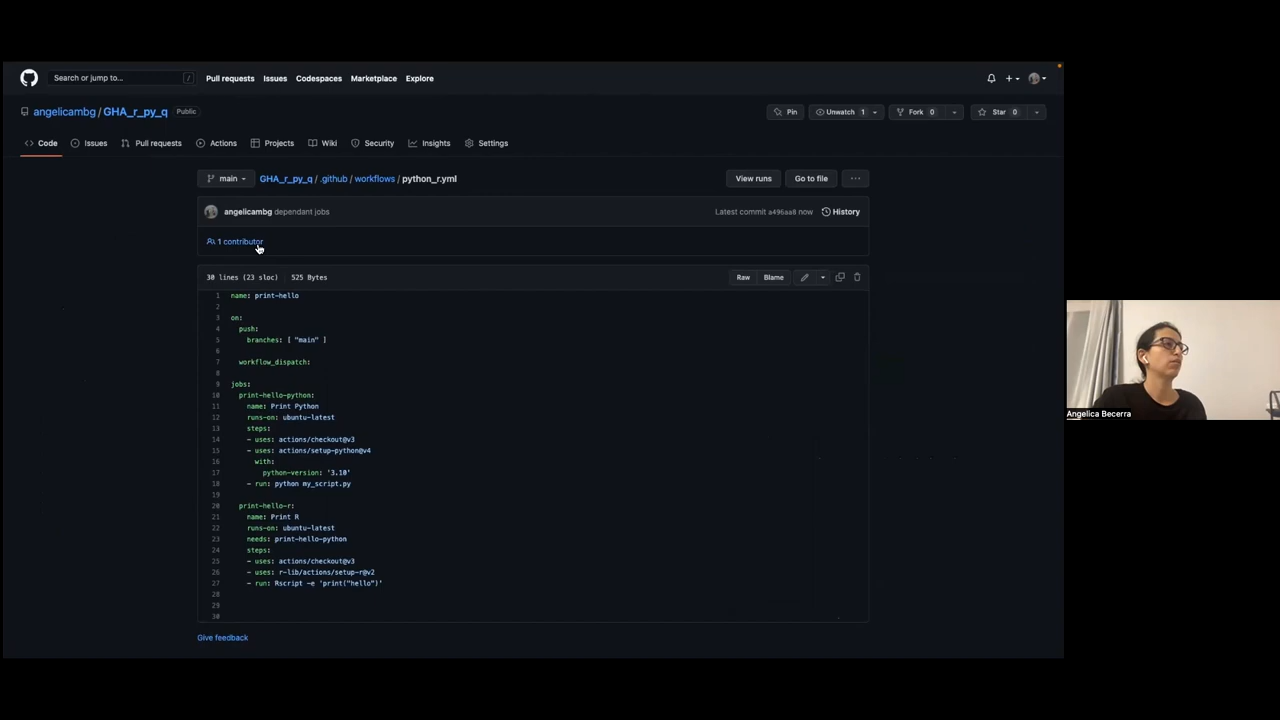 Search or jump to... /
Pull requests Issues Codespaces Marketplace Explore
angelicambg / GHA_r_py_q Public
Pin Unwatch 1 Fork 0 Star 0
<> Code Issues Pull requests Actions Projects Wiki Security Insights Settings
main GHA_r_py_q / .github / workflows / python_r.yml View runs Go to file ...
angelicambg dependant jobs Latest commit a496aa8 now History
1 contributor
30 lines (23 sloc) 525 Bytes Raw Blame
1 name: print-hello
2
3 on:
4 push:
5 branches: [ "main" ]
6
7 workflow_dispatch:
8
9 jobs:
10 print-hello-python:
11 name: Print Python
12 runs-on: ubuntu-latest
13 steps:
14 - uses: actions/checkout@v3
15 - uses: actions/setup-python@v4
16 with:
17 python-version: '3.10'
18 - run: python my_script.py
19
20 print-hello-r:
21 name: Print R
22 runs-on: ubuntu-latest
23 needs: print-hello-python
24 steps:
25 - uses: actions/checkout@v3
26 - uses: r-lib/actions/setup-r@v2
27 - run: Rscript -e 'print("hello")'
28
29
30
Give feedback
Angelica Becerra